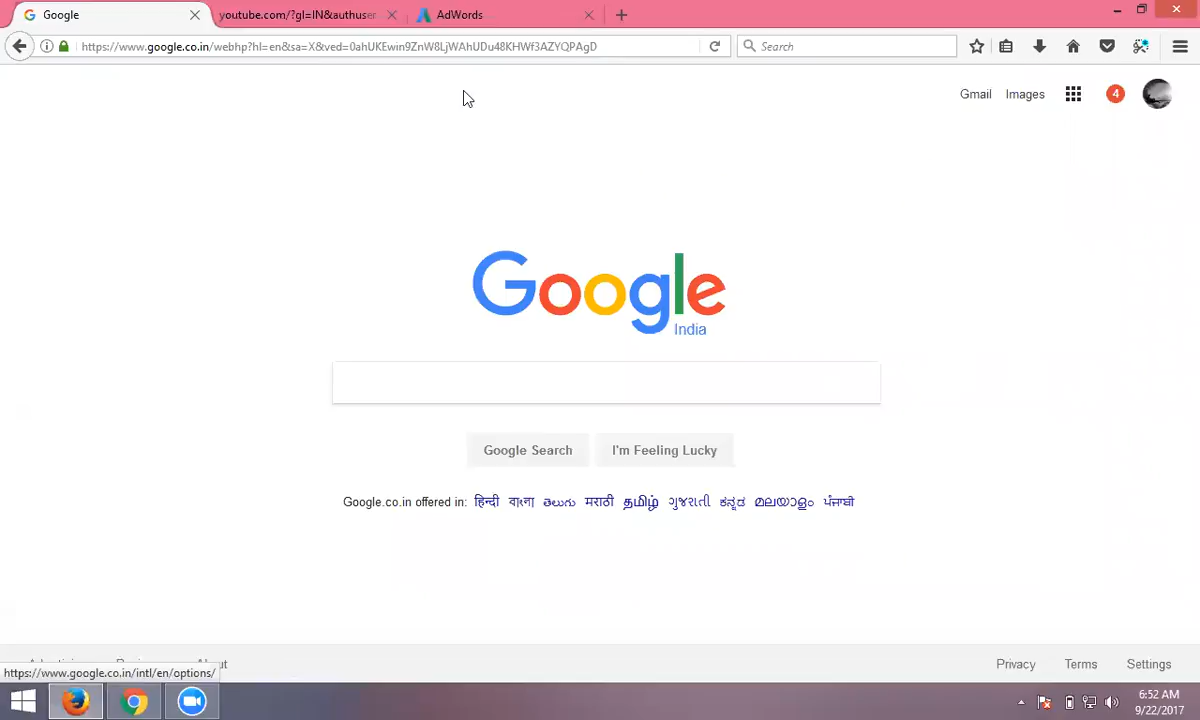 Google
youtube.com/?gl=IN&authuser
AdWords
https://www.google.co.in/webhp?hl=en&sa=X&ved=0ahUKEwin9ZnW8LjWAhUDu48KHWf3AZYQPAgD
Search
Gmail
Images
4
Google
India
Google Search
I'm Feeling Lucky
Google.co.in offered in: हिन्दी বাংলা తెలుగు मराठी தமிழ் ગુજરાતી ಕನ್ನಡ മലയാളം ਪੰਜਾਬੀ
Privacy
Terms
Settings
https://www.google.co.in/intl/en/options/
6:52 AM
9/22/2017